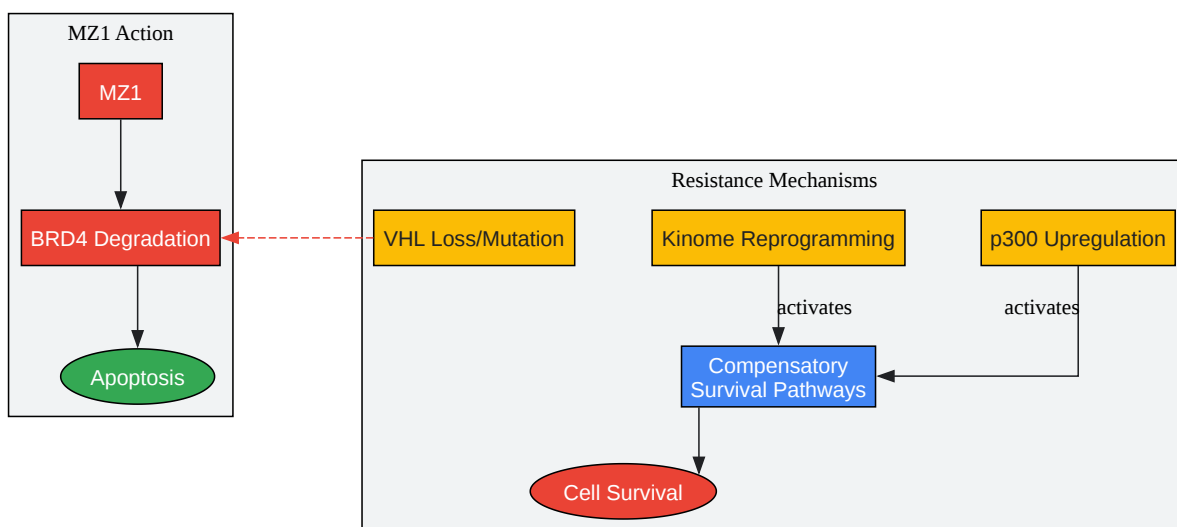 MZ1 Action
MZ1
BRD4 Degradation
Apoptosis
Resistance Mechanisms
VHL Loss/Mutation
Kinome Reprogramming
p300 Upregulation
activates
activates
Compensatory
Survival Pathways
Cell Survival